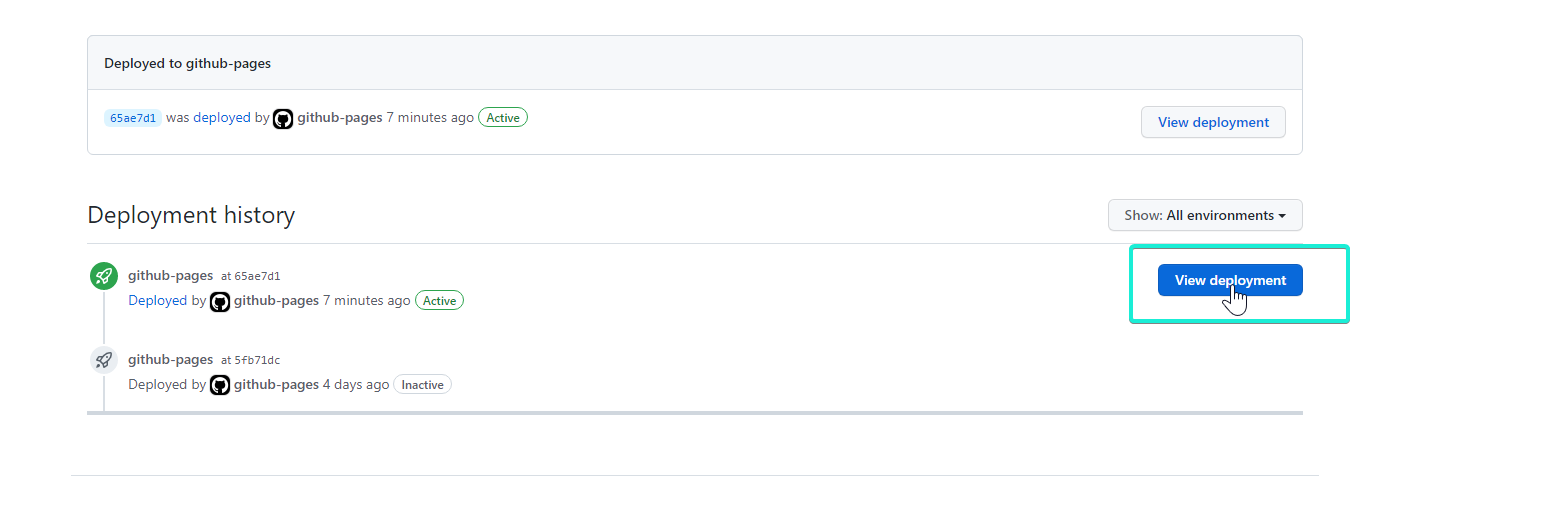 Deployed to github-pages
65ae7d1 was deployed by github-pages 7 minutes ago Active
View deployment
Deployment history
Show: All environments
github-pages at 65ae7d1
Deployed by github-pages 7 minutes ago Active
View deployment
github-pages at 5fb71dc
Deployed by github-pages 4 days ago Inactive